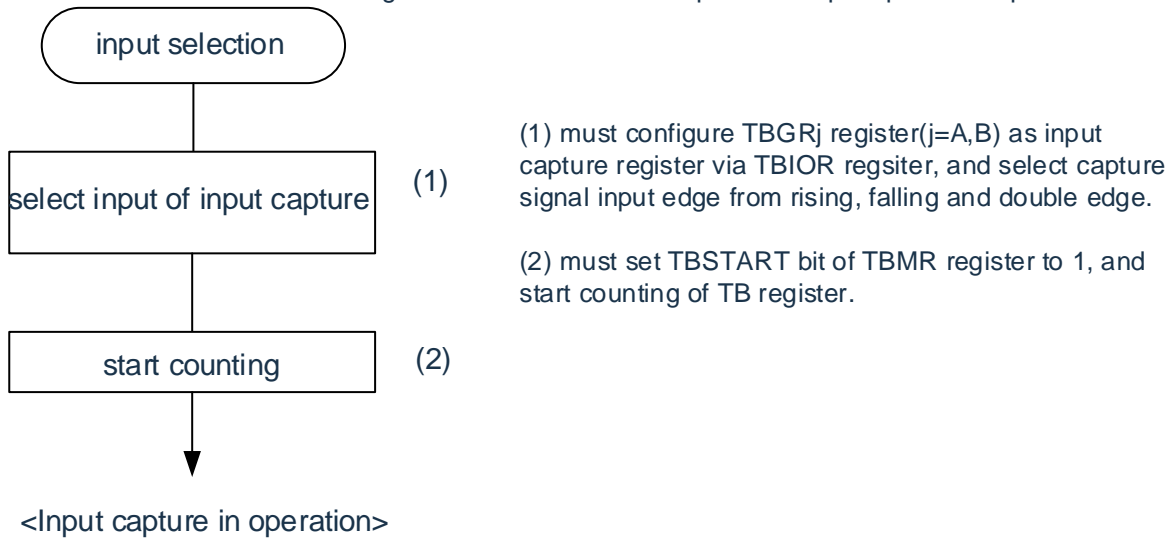 input selection
(1) must configure TBGRj register(j=A,B) as input
capture register via TBIOR regsiter, and select capture
signal input edge from rising, falling and double edge.
select input of input capture
(1)
(2) must set TBSTART bit of TBMR register to 1, and
start counting of TB register.
start counting
(2)
<Input capture in operation>